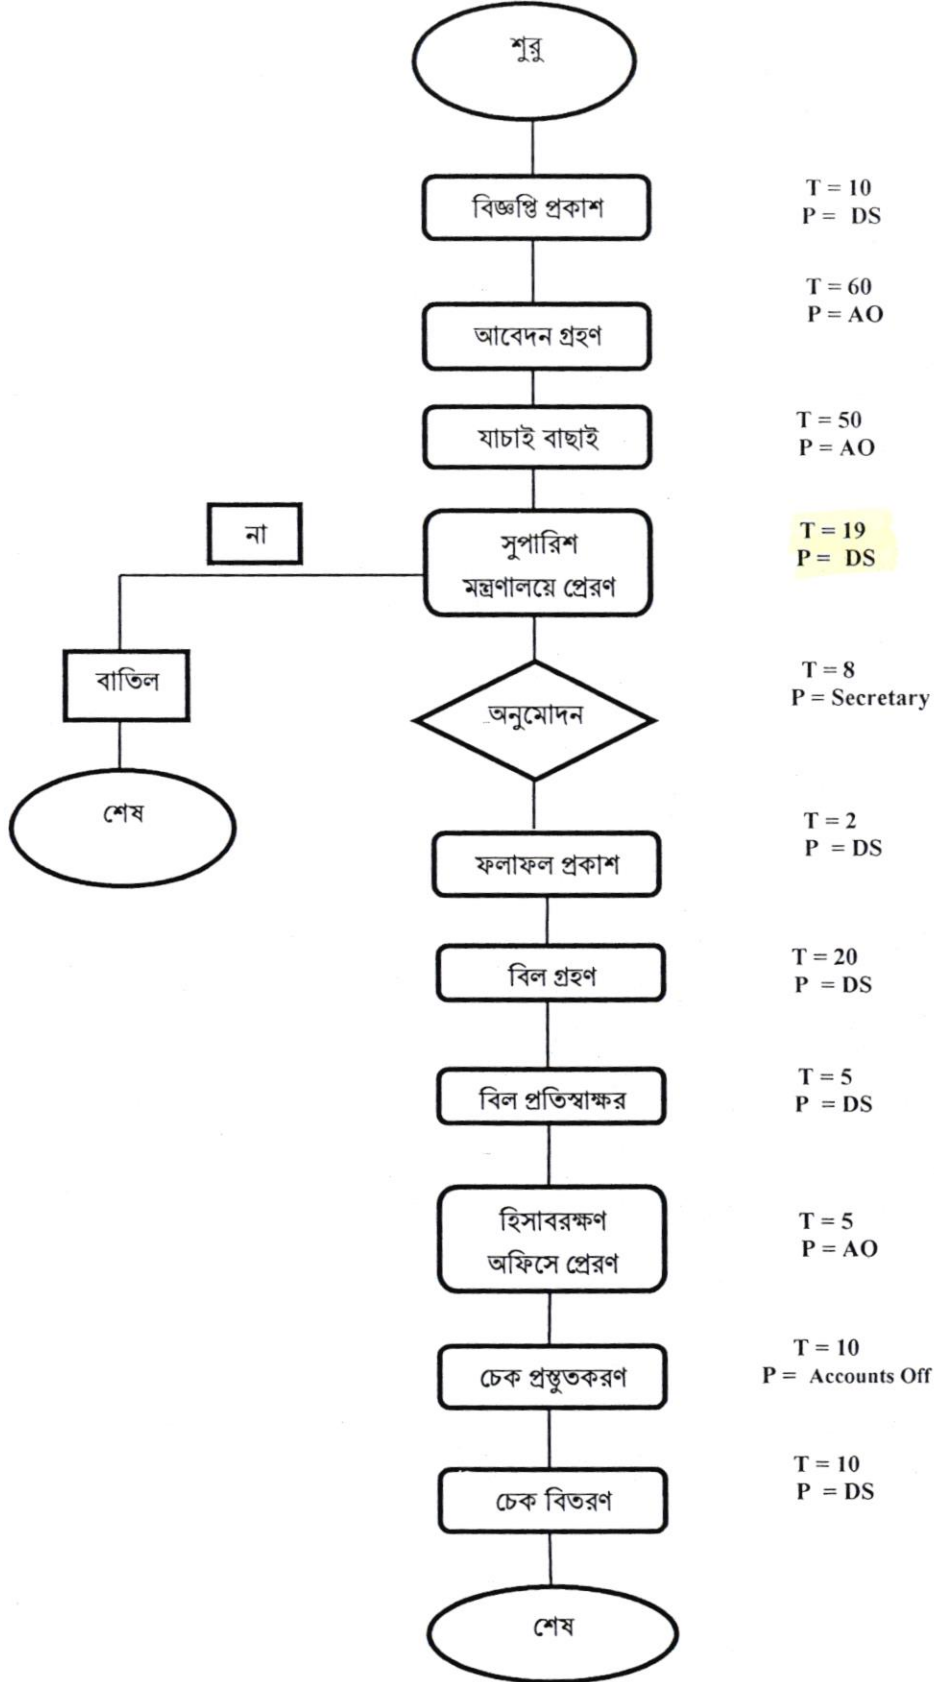 শুরু
বিজ্ঞপ্তি প্রকাশ
T = 10
P = DS
T = 60
P = AO
আবেদন গ্রহণ
যাচাই বাছাই
T = 50
P = AO
না
সুপারিশ
মন্ত্রণালয়ে প্রেরণ
T = 19
P = DS
বাতিল
শেষ
অনুমোদন
T = 8
P = Secretary
ফলাফল প্রকাশ
T = 2
P = DS
বিল গ্রহণ
T = 20
P = DS
বিল প্রতিস্বাক্ষর
T = 5
P = DS
হিসাবরক্ষণ
অফিসে প্রেরণ
T = 5
P = AO
চেক প্রস্তুতকরণ
T = 10
P = Accounts Off
চেক বিতরণ
T = 10
P = DS
শেষ